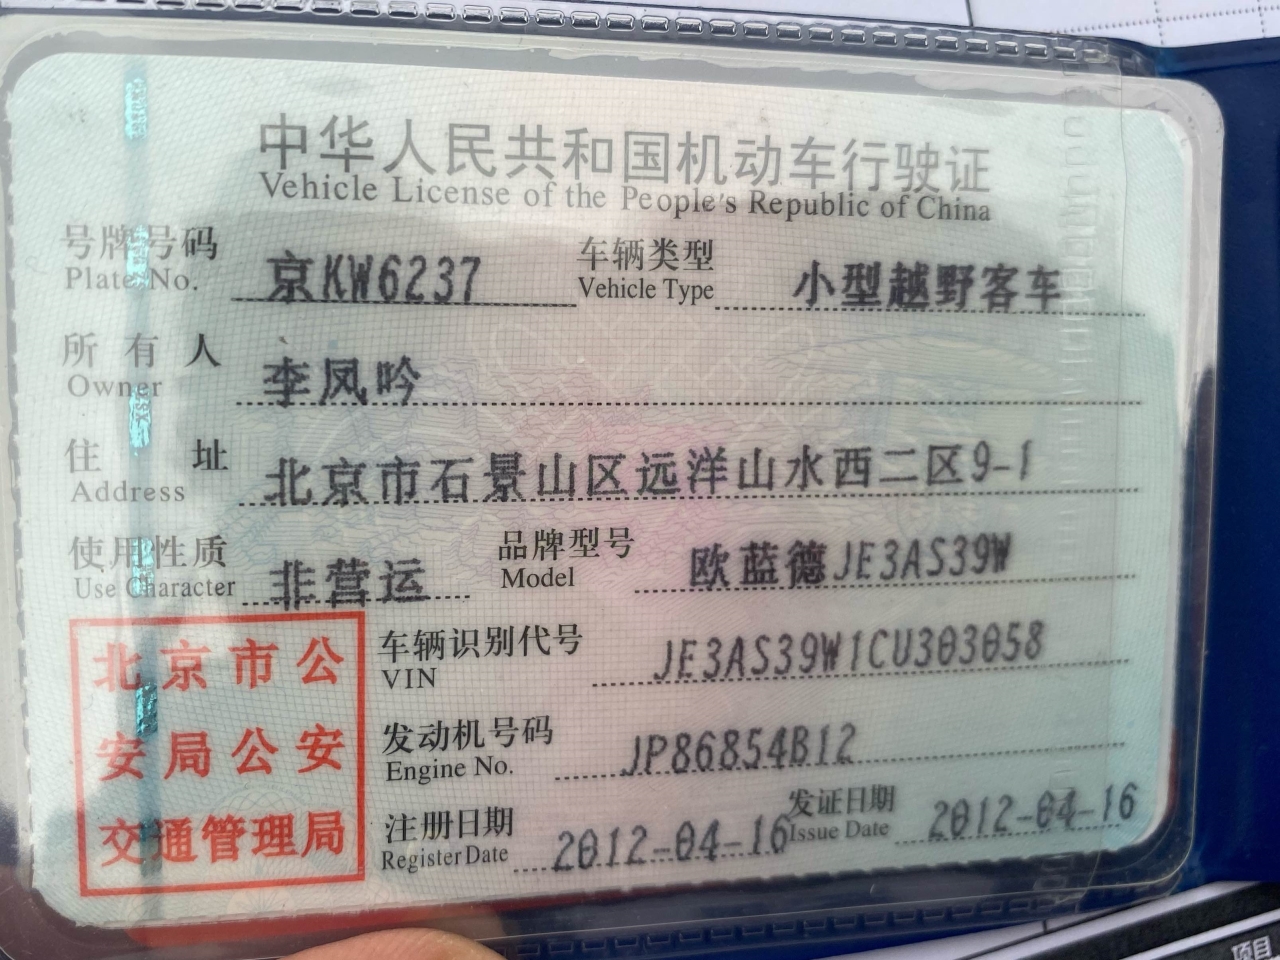 中华人民共和国机动车行驶证
Vehicle License of the People's Republic of China
号牌号码 京KW6237 车辆类型 小型越野客车
Plate No. Vehicle Type
所有人 李凤吟
Owner
住址 北京市石景山区远洋山水西二区9-1
Address
使用性质 非营运 品牌型号 欧蓝德JE3AS39W
Use Character Model
北京市公
安局公安
交通管理局
车辆识别代号 JE3AS39W1CU303058
VIN
发动机号码 JP86854B12
Engine No.
注册日期 2012-04-16 发证日期 2012-04-16
Register Date Issue Date
项目